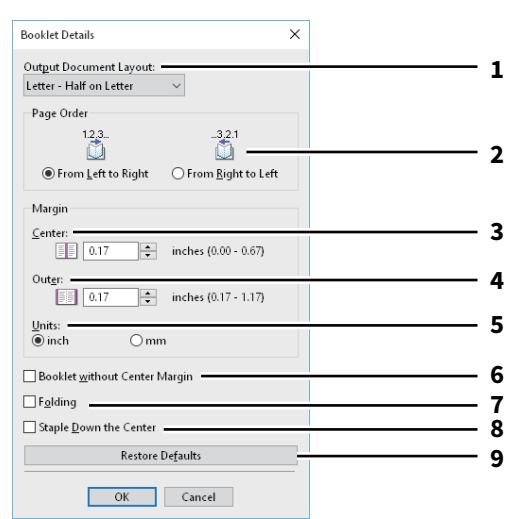 Booklet Details
Output Document Layout:
1
Letter - Half on Letter
Page Order
1.2.3...
...3.2.1
2
From Left to Right
From Right to Left
Margin
Center:
3
0.17
inches (0.00 - 0.67)
Outer:
4
0.17
inches (0.17 - 1.17)
Units:
5
inch
mm
Booklet without Center Margin
6
Folding
7
Staple Down the Center
8
Restore Defaults
9
OK
Cancel